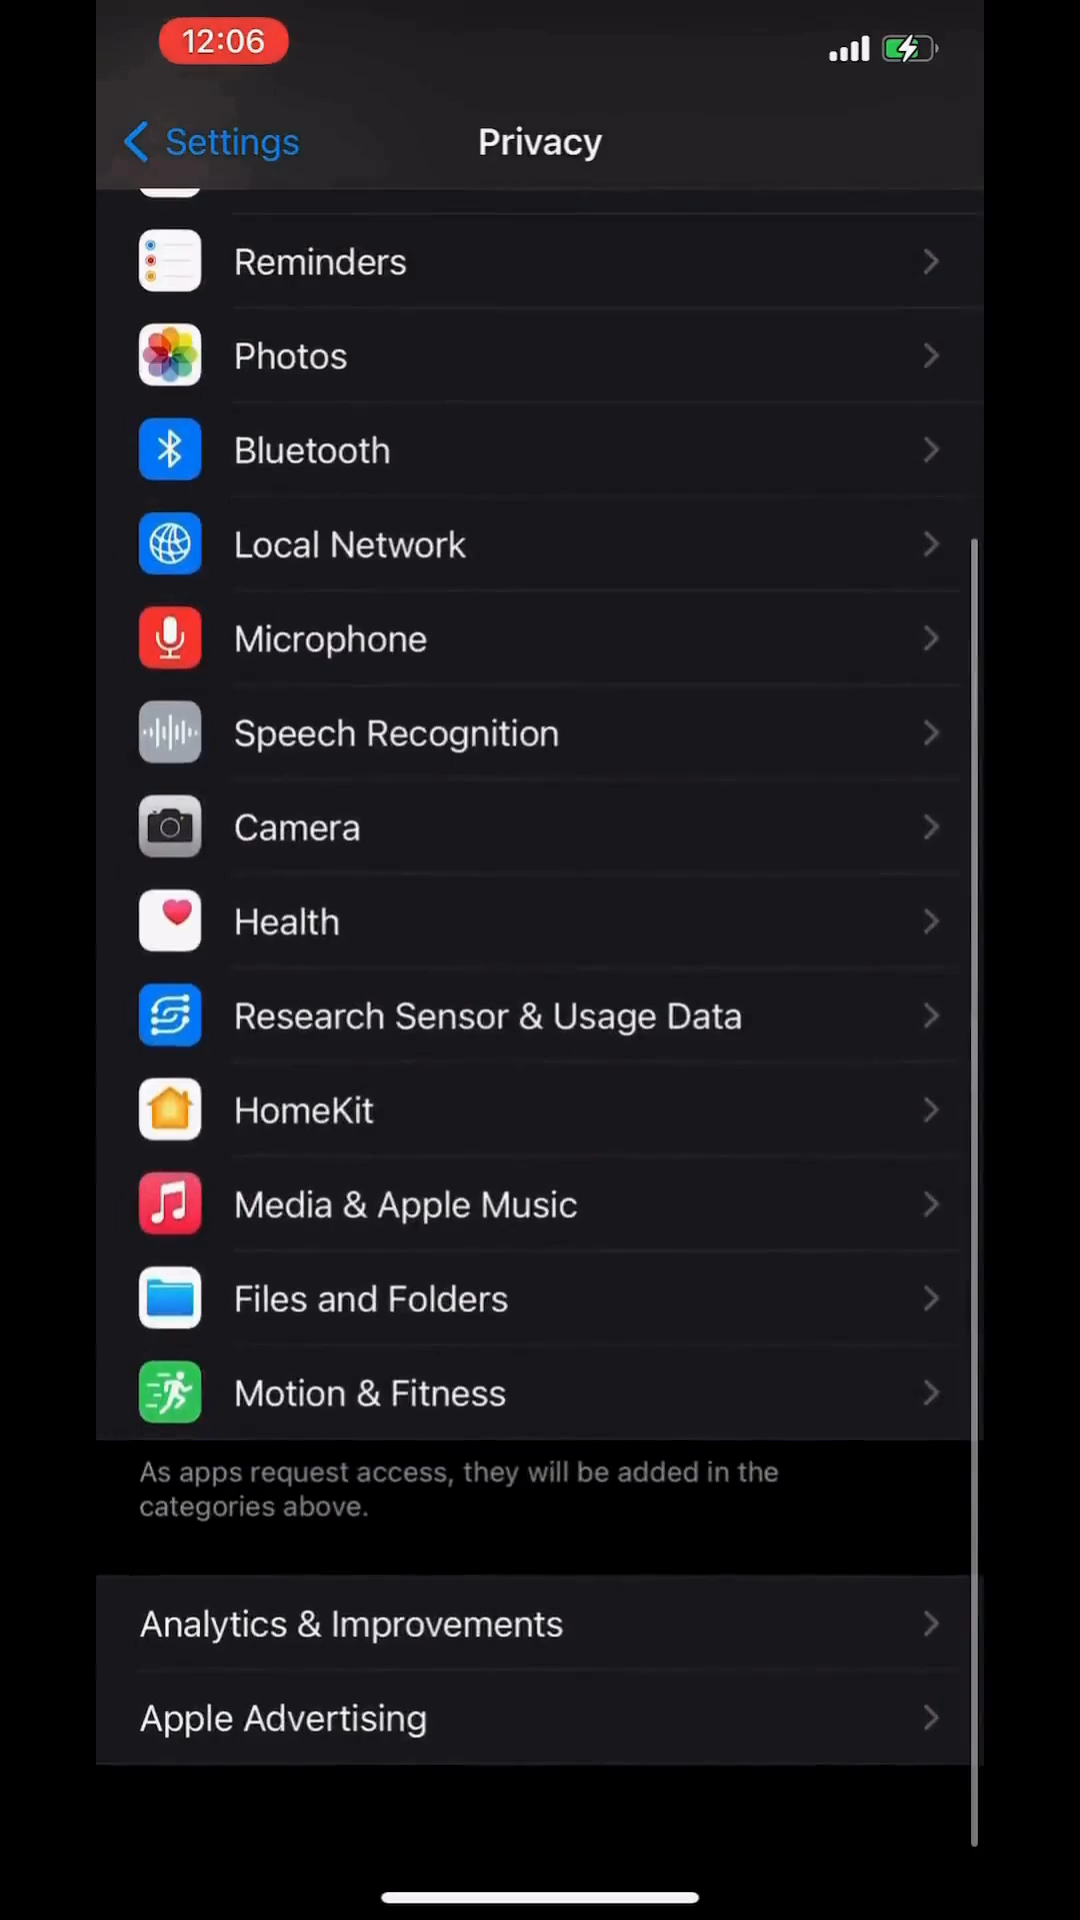 12:06
Settings
Privacy
Reminders
Photos
Bluetooth
Local Network
Microphone
Speech Recognition
Camera
Health
Research Sensor & Usage Data
HomeKit
Media & Apple Music
Files and Folders
Motion & Fitness
As apps request access, they will be added in the
categories above.
Analytics & Improvements
Apple Advertising